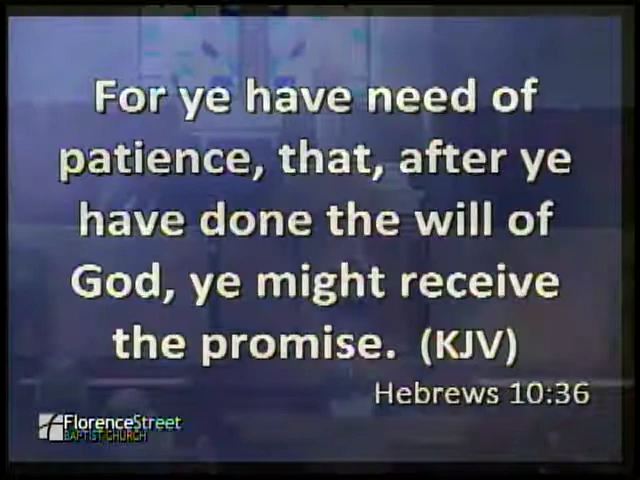 For ye have need of
patience, that, after ye
have done the will of
God, ye might receive
the promise.  (KJV)
Hebrews 10:36
FlorenceStreet
BAPTIST CHURCH